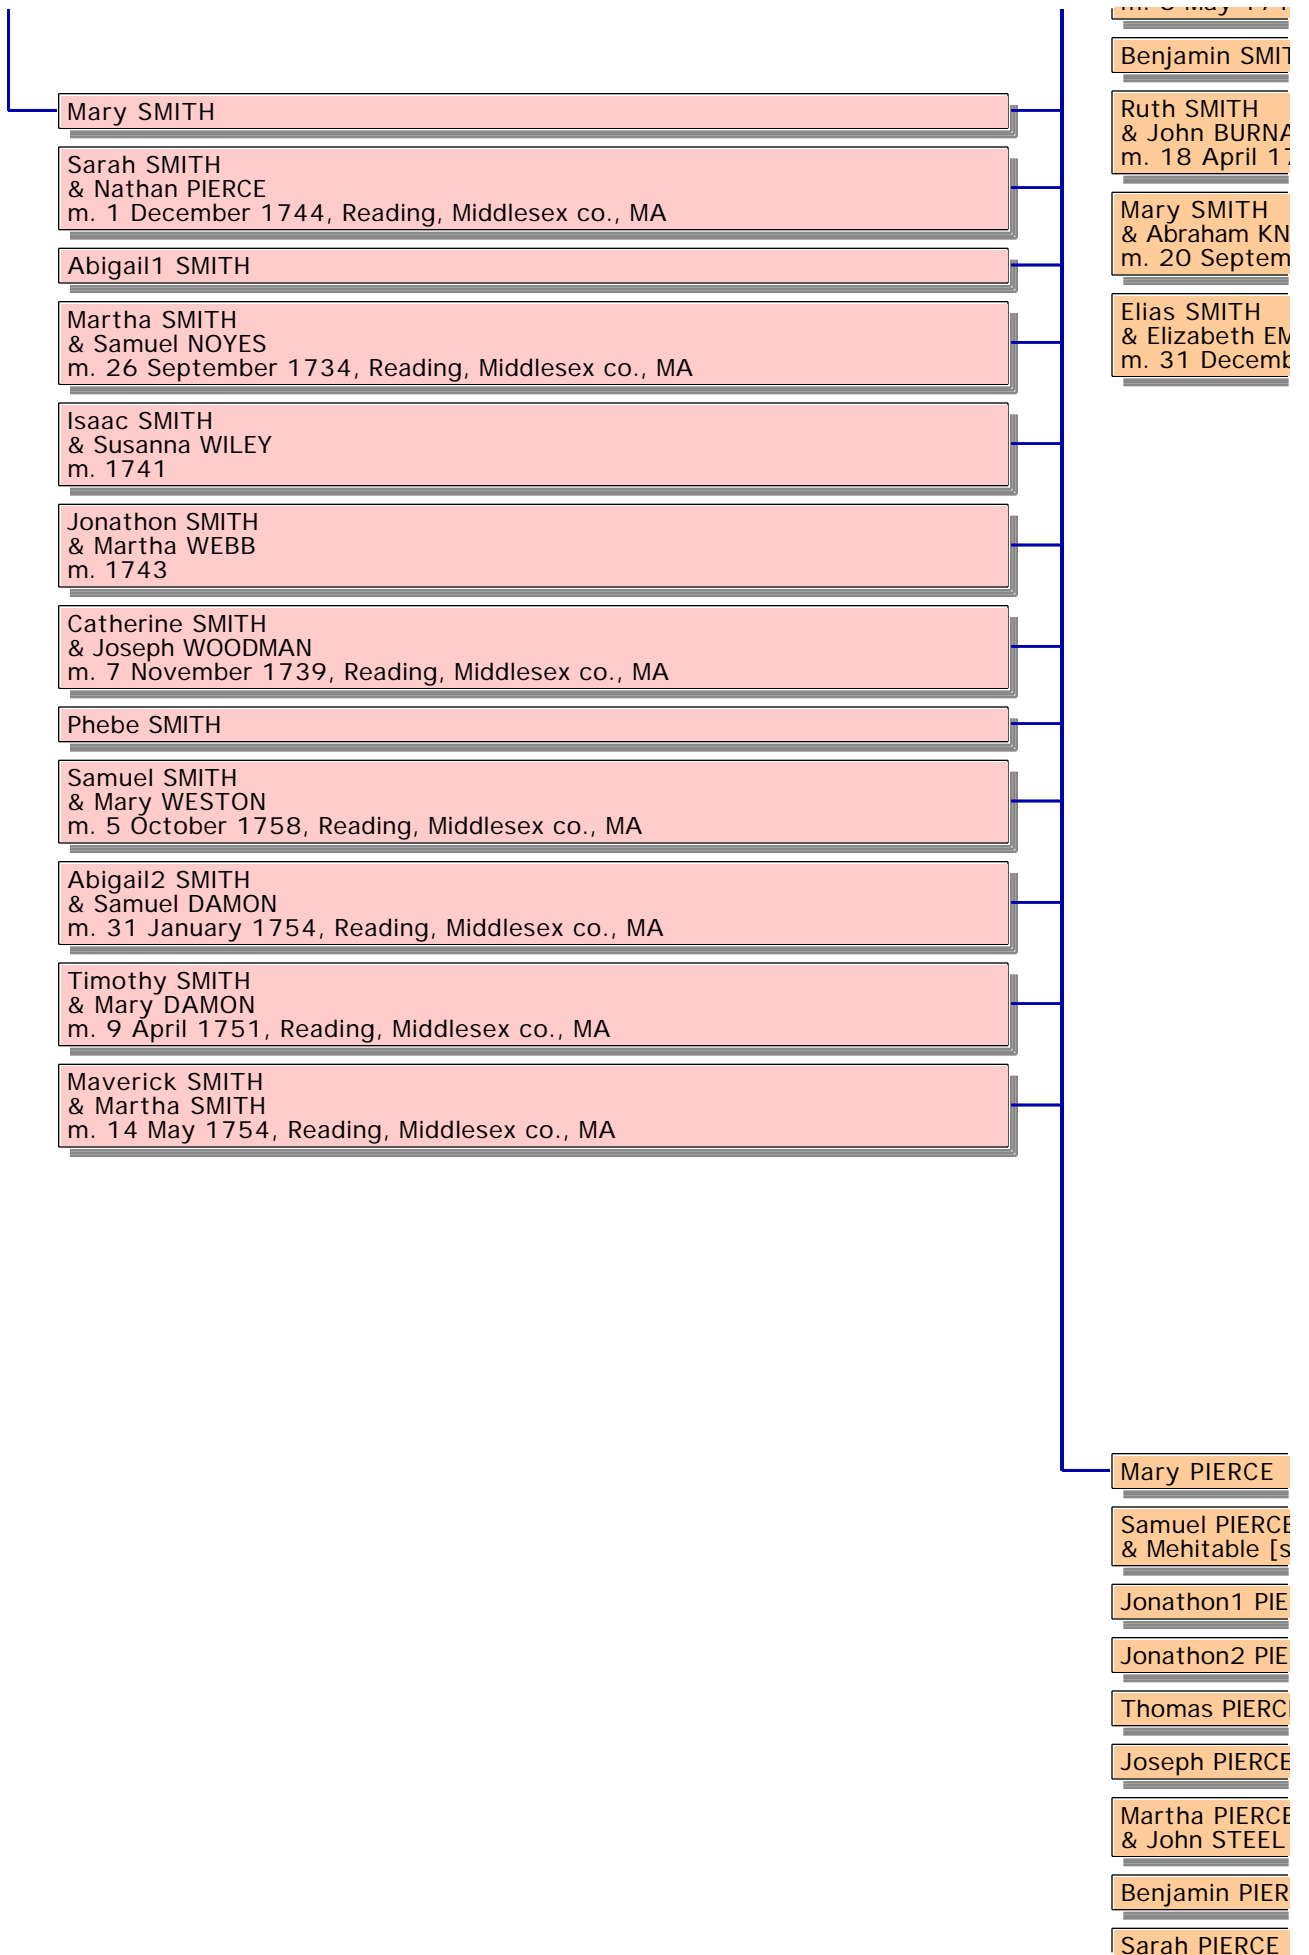 Mary SMITH
Sarah SMITH
& Nathan PIERCE
m. 1 December 1744, Reading, Middlesex co., MA
Abigail1 SMITH
Martha SMITH
& Samuel NOYES
m. 26 September 1734, Reading, Middlesex co., MA
Isaac SMITH
& Susanna WILEY
m. 1741
Jonathon SMITH
& Martha WEBB
m. 1743
Catherine SMITH
& Joseph WOODMAN
m. 7 November 1739, Reading, Middlesex co., MA
Phebe SMITH
Samuel SMITH
& Mary WESTON
m. 5 October 1758, Reading, Middlesex co., MA
Abigail2 SMITH
& Samuel DAMON
m. 31 January 1754, Reading, Middlesex co., MA
Timothy SMITH
& Mary DAMON
m. 9 April 1751, Reading, Middlesex co., MA
Maverick SMITH
& Martha SMITH
m. 14 May 1754, Reading, Middlesex co., MA
Benjamin SMIT
Ruth SMITH
& John BURNA
m. 18 April 17
Mary SMITH
& Abraham KN
m. 20 Septem
Elias SMITH
& Elizabeth EM
m. 31 Decemb
Mary PIERCE
Samuel PIERCE
& Mehitable [s
Jonathon1 PIE
Jonathon2 PIE
Thomas PIERC
Joseph PIERCE
Martha PIERCE
& John STEEL
Benjamin PIER
Sarah PIERCE